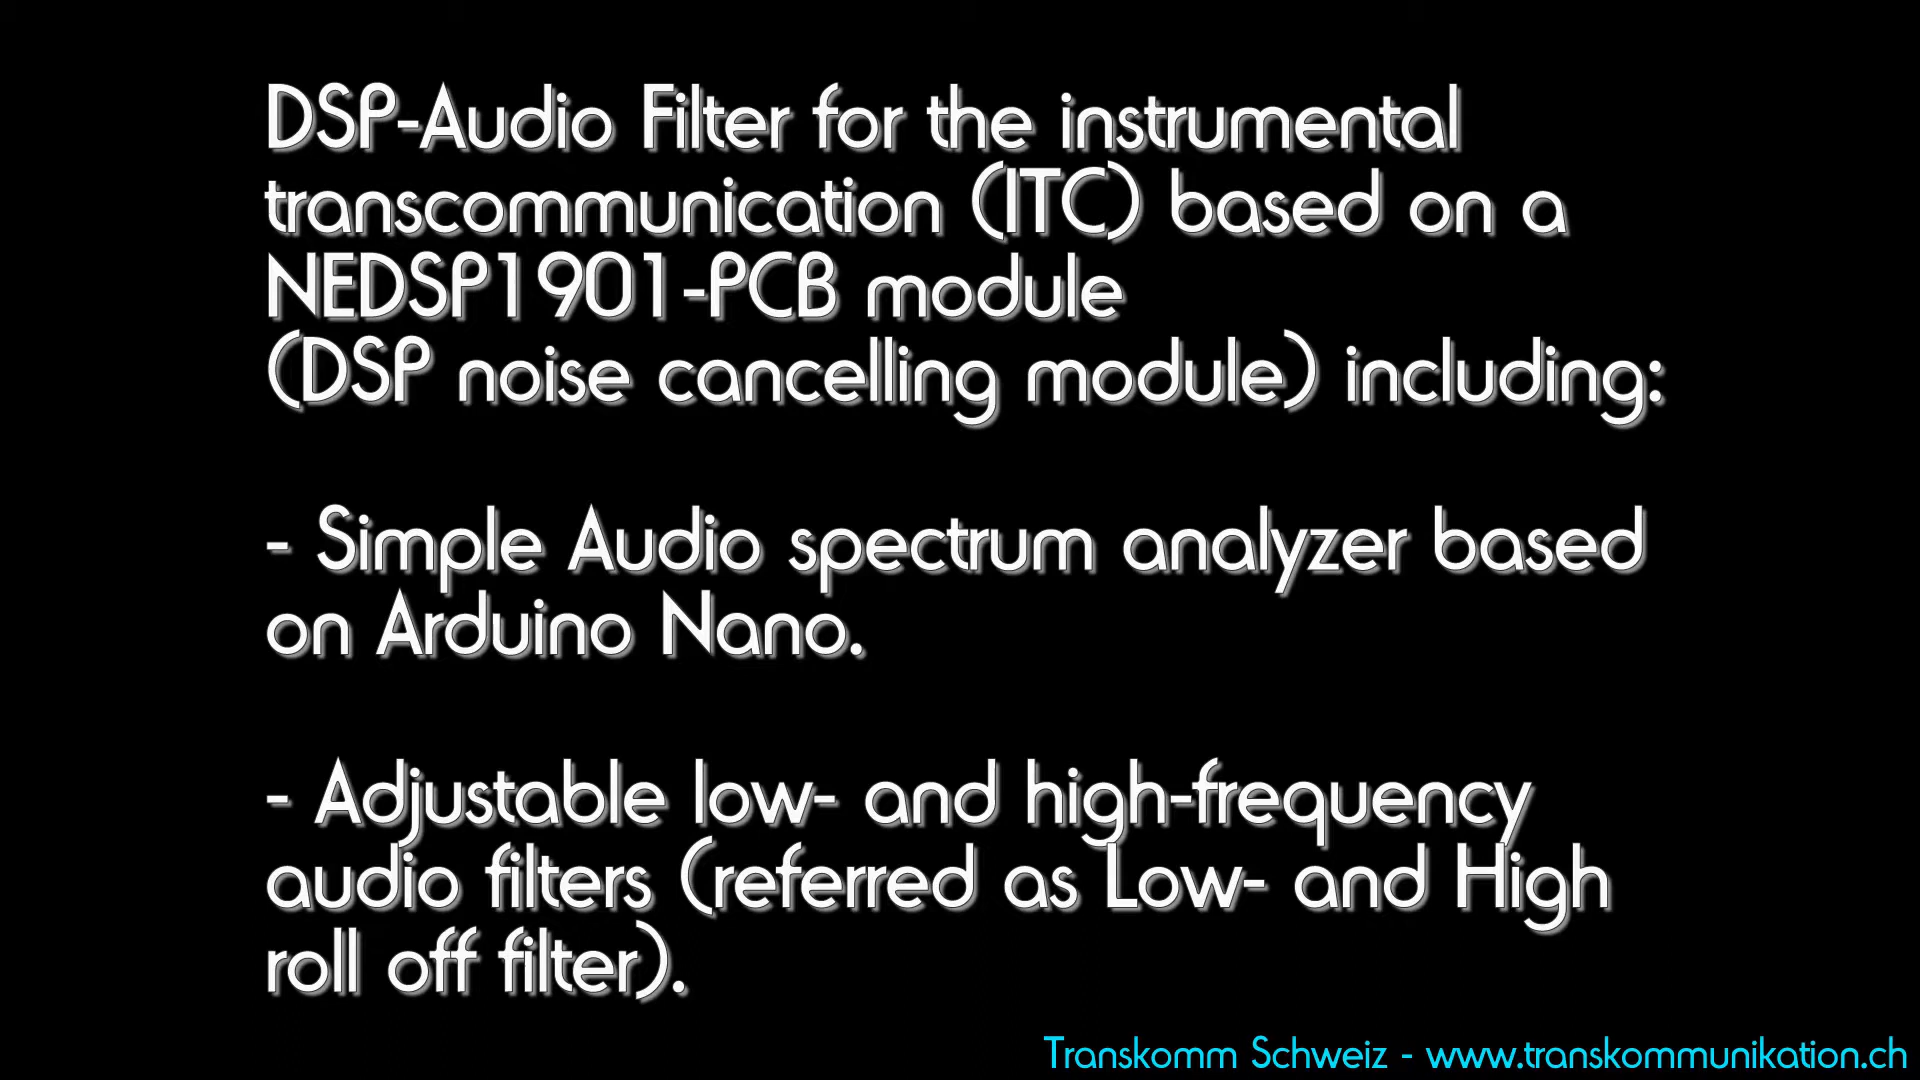 DSP-Audio Filter for the instrumental
transcommunication (ITC) based on a
NEDSP1901-PCB module
(DSP noise cancelling module) including:
- Simple Audio spectrum analyzer based
on Arduino Nano.
- Adjustable low- and high-frequency
audio filters (referred as Low- and High
roll off filter).
Transkomm Schweiz - www.transkommunikation.ch